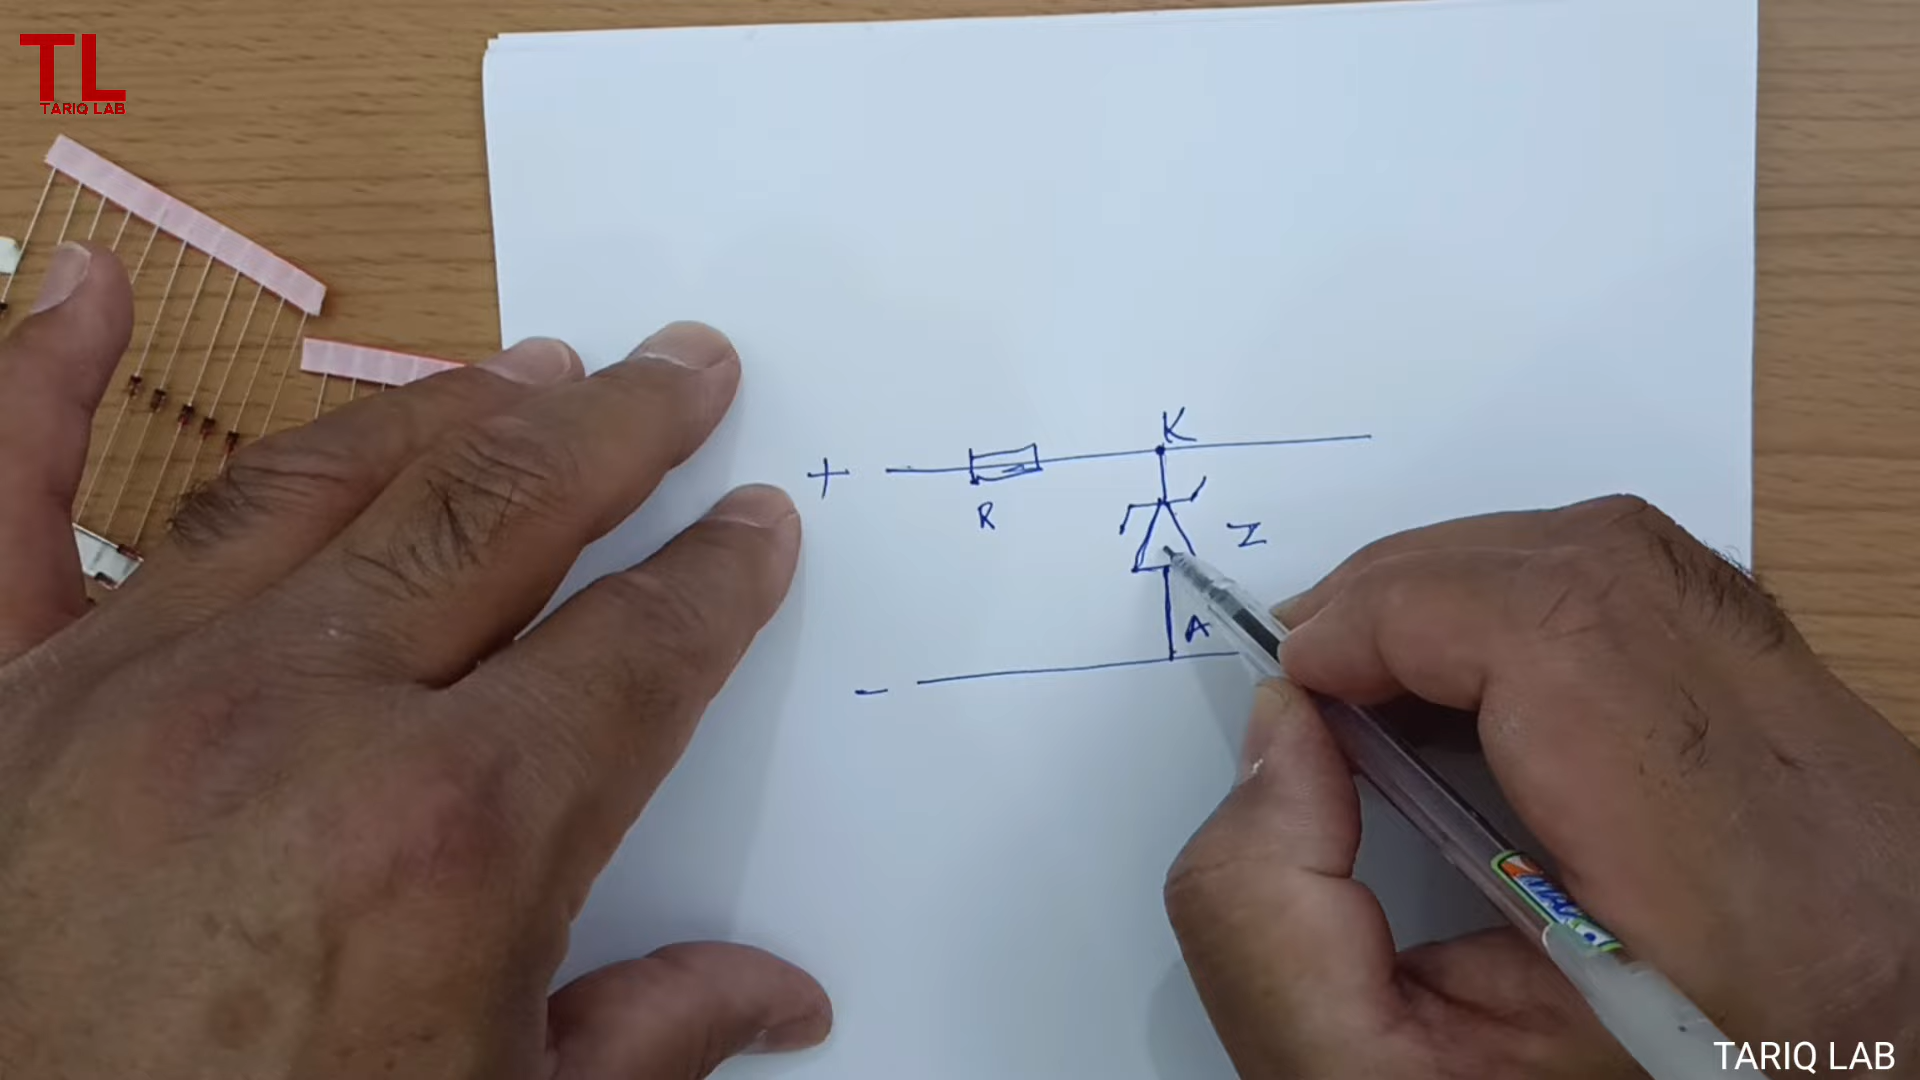 TL
TARIQ LAB
K
+
R
Z
A
-
TARIQ LAB